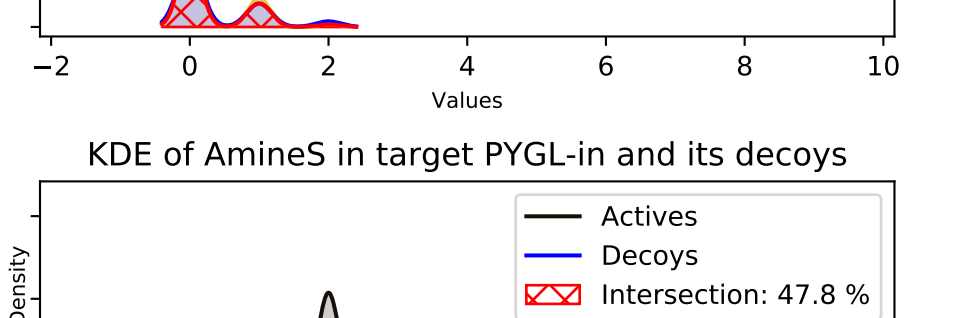 −2 0 2 4 6 8 10
Values
KDE of AmineS in target PYGL-in and its decoys
Density
Actives
Decoys
Intersection: 47.8 %